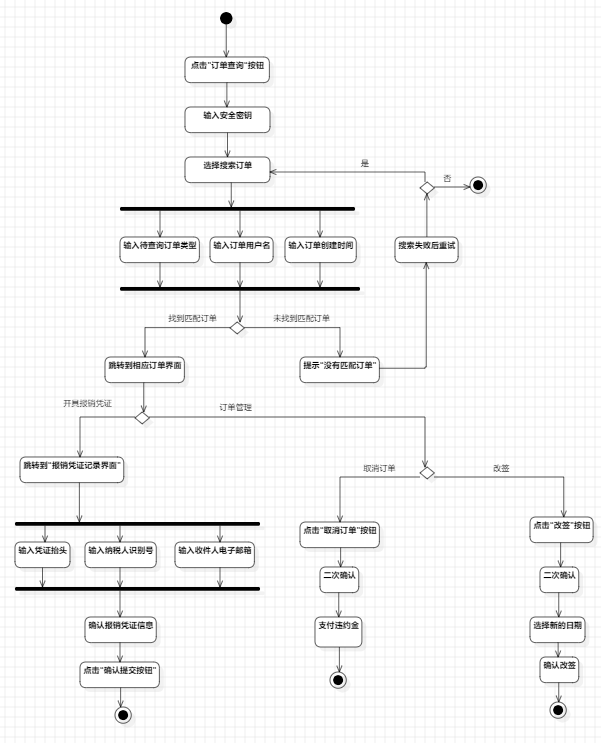 点击"订单查询"按钮
输入安全密钥
选择搜索订单
是
否
输入待查询订单类型
输入订单用户名
输入订单创建时间
搜索失败后重试
找到匹配订单
未找到匹配订单
跳转到相应订单界面
提示"没有匹配订单"
开具报销凭证
订单管理
跳转到"报销凭证记录界面"
取消订单
改签
点击"取消订单"按钮
点击"改签"按钮
输入凭证抬头
输入纳税人识别号
输入收件人电子邮箱
二次确认
二次确认
确认报销凭证信息
支付违约金
选择新的日期
点击"确认提交按钮"
确认改签